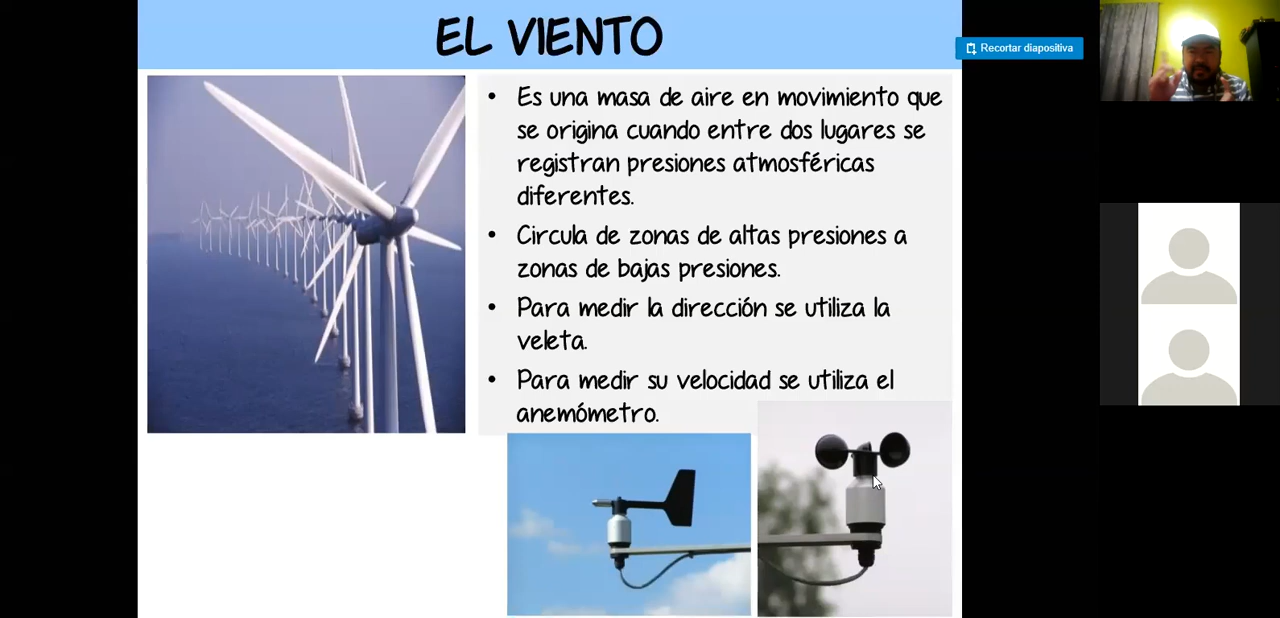 EL VIENTO
Recortar diapositiva
• Es una masa de aire en movimiento que
se origina cuando entre dos lugares se
registran presiones atmosféricas
diferentes.
• Circula de zonas de altas presiones a
zonas de bajas presiones.
• Para medir la dirección se utiliza la
veleta.
• Para medir su velocidad se utiliza el
anemómetro.